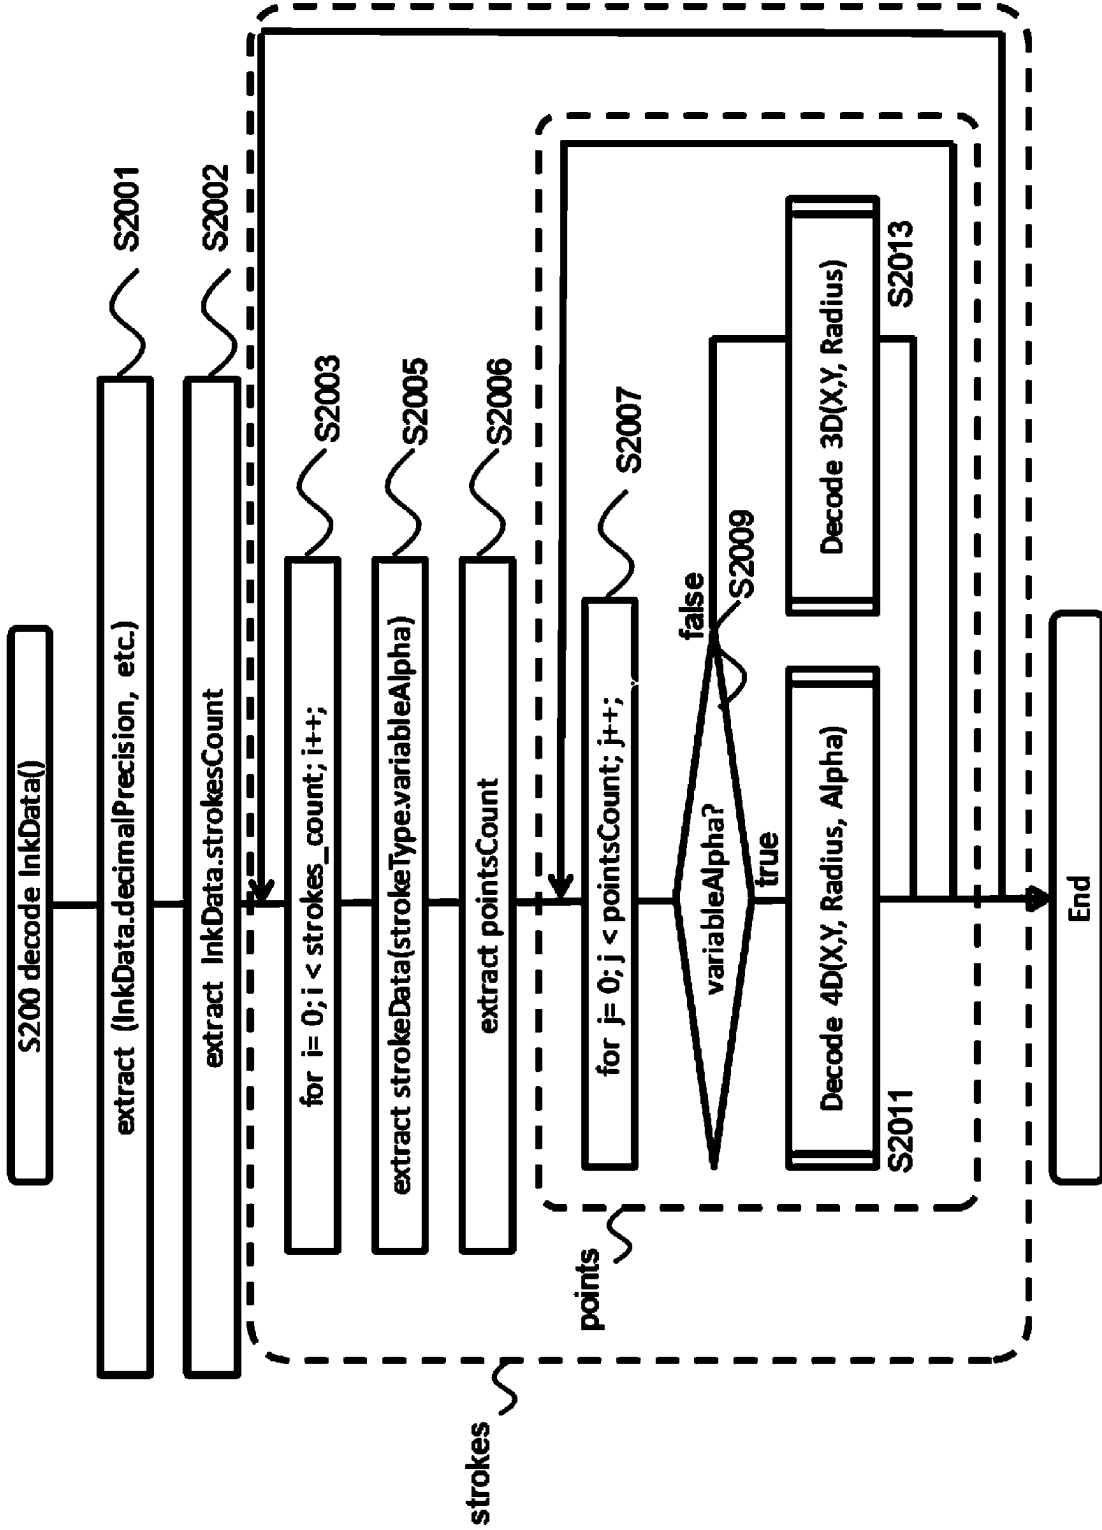 S200 decode InkData()
extract (InkData.decimalPrecision, etc.)
S2001
extract InkData.strokesCount
S2002
strokes
for i= 0; i < strokes_count; i++;
S2003
extract strokeData(strokeType.variableAlpha)
S2005
extract pointsCount
S2006
points
for j= 0; j < pointsCount; j++;
S2007
variableAlpha?
false
S2009
true
Decode 4D(X,Y, Radius, Alpha)
S2011
Decode 3D(X,Y, Radius)
S2013
End